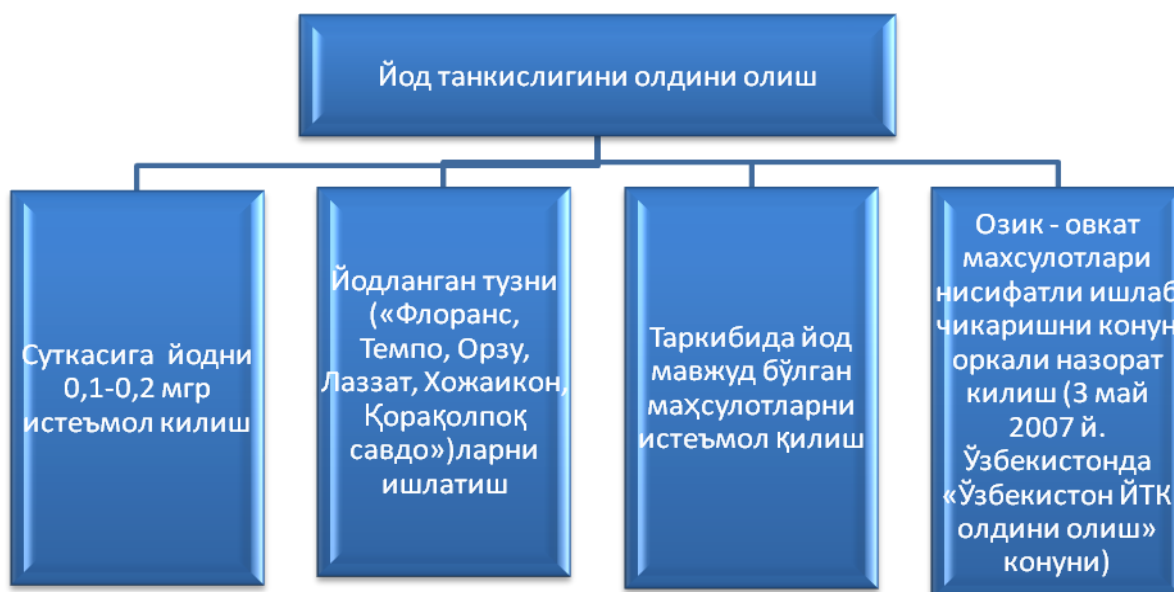 Йод танкислигини олдини олиш
Суткасига йодни
0,1-0,2 мгр
истеъмол килиш
Йодланган тузни
(«Флоранс,
Темпо, Орзу,
Лаззат, Хожаикон,
Қорақолпоқ
савдо»)ларни
ишлатиш
Таркибида йод
мавжуд бўлган
маҳсулотларни
истеъмол қилиш
Озик - овкат
махсулотлари
нисифатли ишлаб
чикаришни конун
оркали назорат
килиш (3 май
2007 й.
Ўзбекистонда
«Ўзбекистон ЙТК
олдини олиш»
конуни)